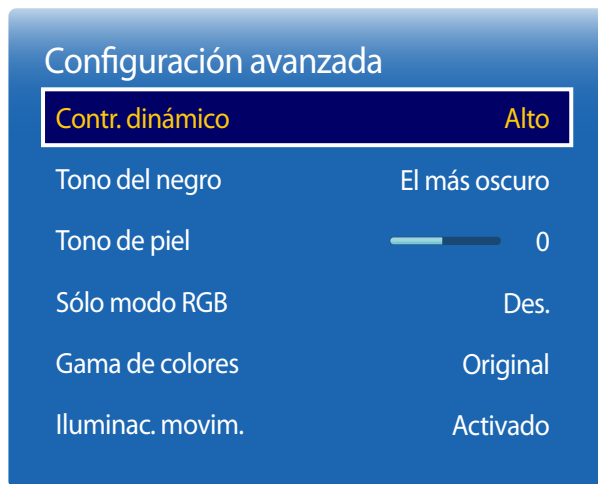 Configuración avanzada
Contr. dinámico Alto
Tono del negro El más oscuro
Tono de piel 0
Sólo modo RGB Des.
Gama de colores Original
Iluminac. movim. Activado